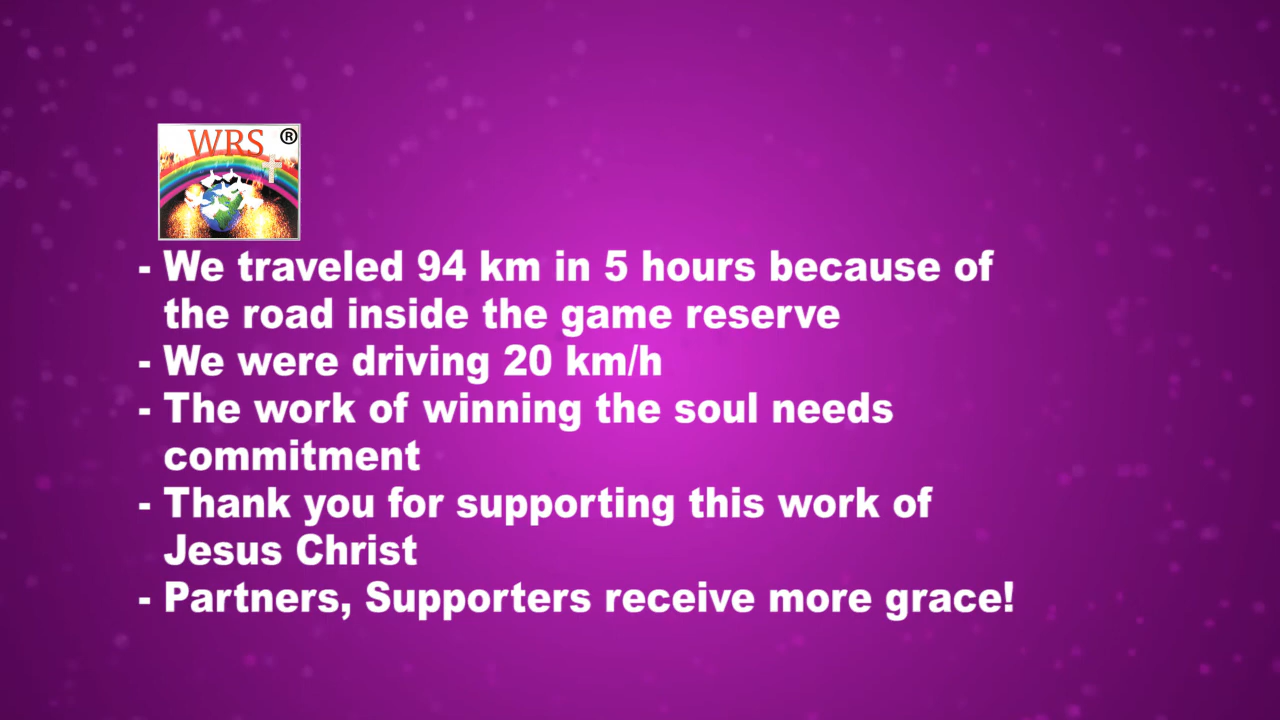 WRS ®
- We traveled 94 km in 5 hours because of
the road inside the game reserve
- We were driving 20 km/h
- The work of winning the soul needs
commitment
- Thank you for supporting this work of
Jesus Christ
- Partners, Supporters receive more grace!